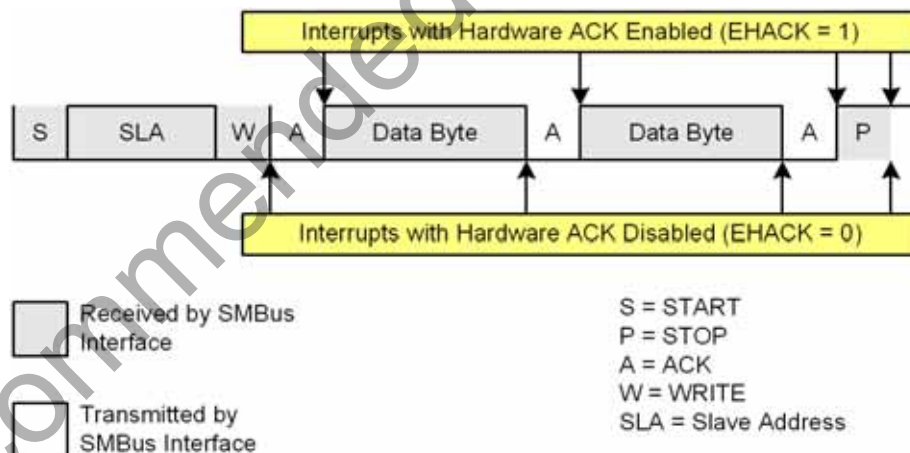 Interrupts with Hardware ACK Enabled (EHACK = 1)
S SLA W A Data Byte A Data Byte A P
Interrupts with Hardware ACK Disabled (EHACK = 0)
Received by SMBus
Interface
Transmitted by
SMBus Interface
S = START
P = STOP
A = ACK
W = WRITE
SLA = Slave Address
ommended